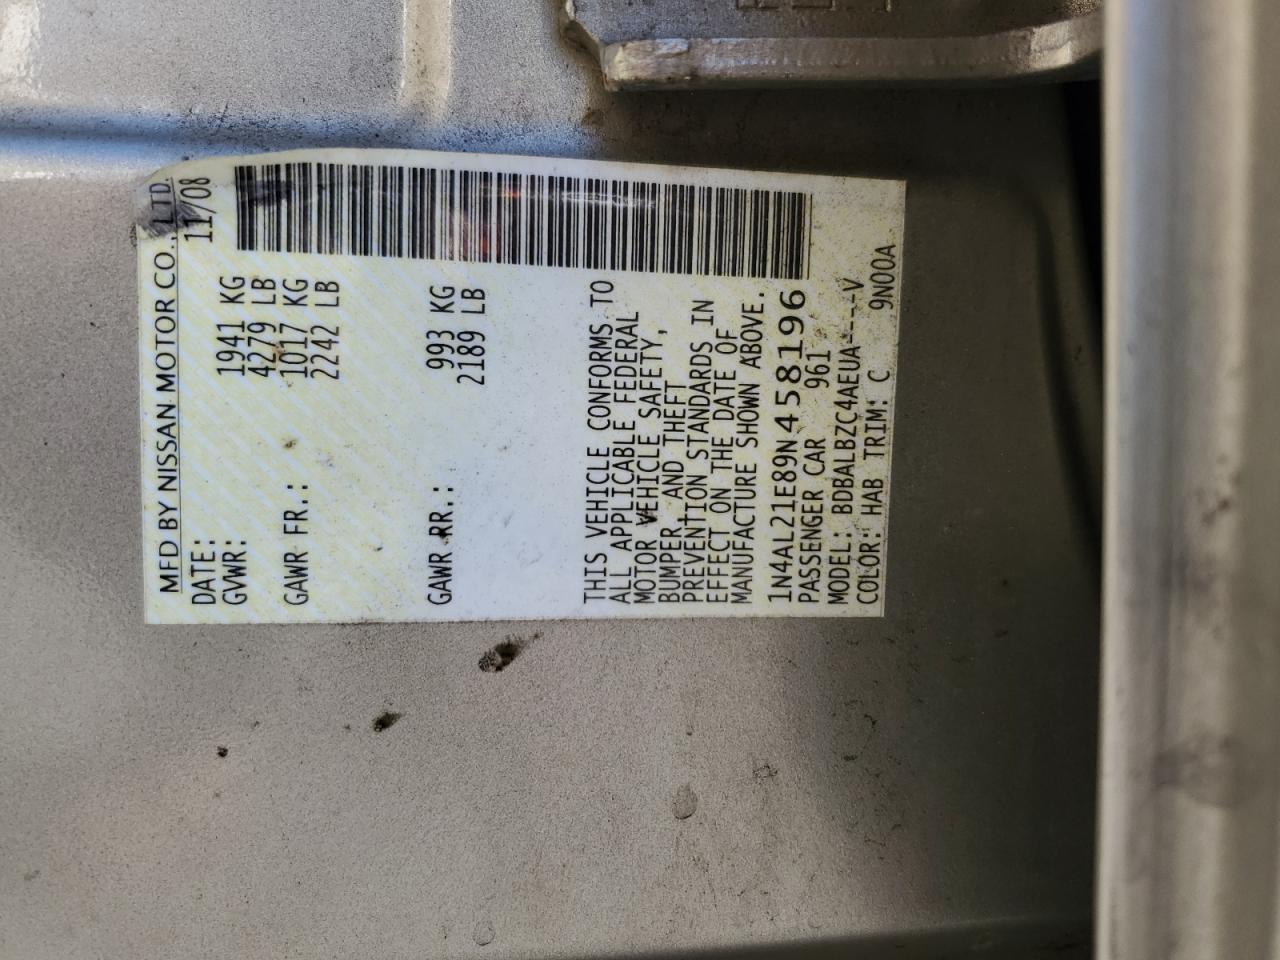 MFD BY NISSAN MOTOR CO., LTD.
DATE: 11/08
GVWR: 1941 KG
4279 LB
GAWR FR.: 1017 KG
2242 LB
GAWR RR.: 993 KG
2189 LB
THIS VEHICLE CONFORMS TO
ALL APPLICABLE FEDERAL
MOTOR VEHICLE SAFETY,
BUMPER, AND THEFT
PREVENTION STANDARDS IN
EFFECT ON THE DATE OF
MANUFACTURE SHOWN ABOVE.
1N4AL21E89N458196
PASSENGER CAR 961
MODEL: BDBALBZC4AEUA----V
COLOR: HAB TRIM: C 9N00A